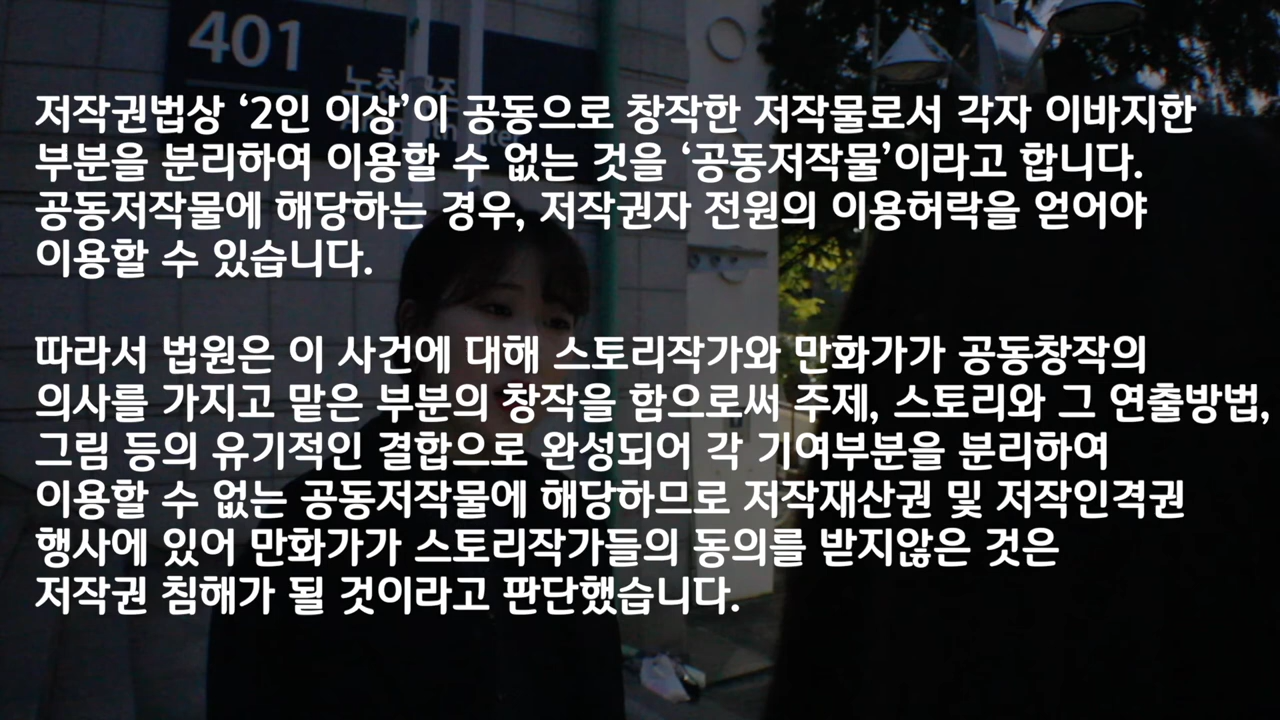 401
저작권법상 ‘2인 이상’이 공동으로 창작한 저작물로서 각자 이바지한
부분을 분리하여 이용할 수 없는 것을 ‘공동저작물’이라고 합니다.
공동저작물에 해당하는 경우, 저작권자 전원의 이용허락을 얻어야
이용할 수 있습니다.
따라서 법원은 이 사건에 대해 스토리작가와 만화가가 공동창작의
의사를 가지고 맡은 부분의 창작을 함으로써 주제, 스토리와 그 연출방법,
그림 등의 유기적인 결합으로 완성되어 각 기여부분을 분리하여
이용할 수 없는 공동저작물에 해당하므로 저작재산권 및 저작인격권
행사에 있어 만화가가 스토리작가들의 동의를 받지않은 것은
저작권 침해가 될 것이라고 판단했습니다.